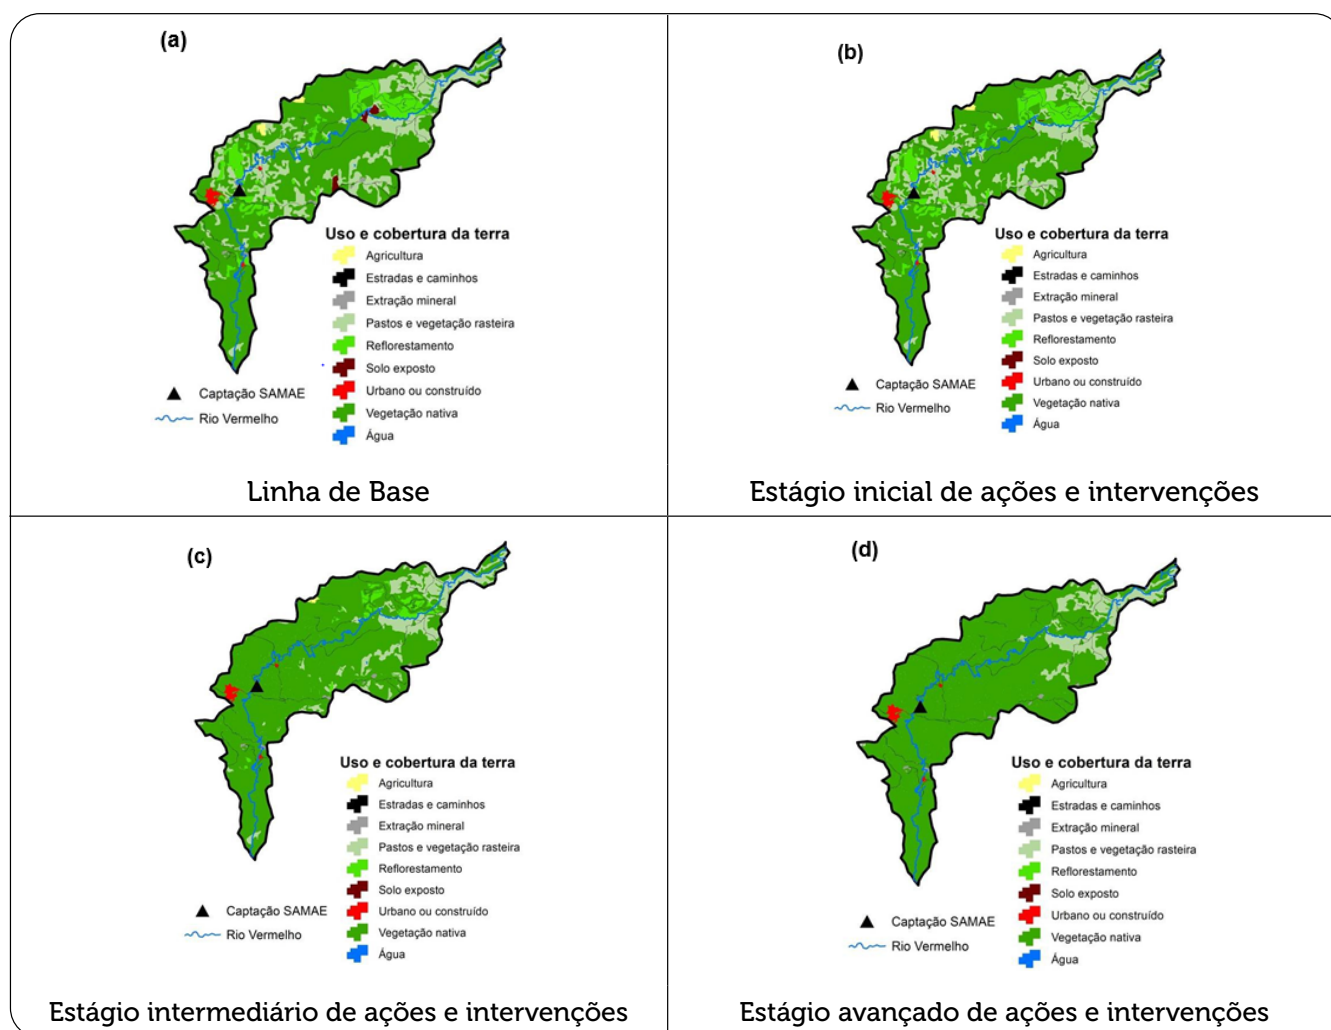 (a)
Uso e cobertura da terra
Agricultura
Estradas e caminhos
Extração mineral
Pastos e vegetação rasteira
Reflorestamento
Solo exposto
Urbano ou construído
Vegetação nativa
Água
Captação SAMAE
Rio Vermelho
Linha de Base
(b)
Uso e cobertura da terra
Agricultura
Estradas e caminhos
Extração mineral
Pastos e vegetação rasteira
Reflorestamento
Solo exposto
Urbano ou construído
Vegetação nativa
Água
Captação SAMAE
Rio Vermelho
Estágio inicial de ações e intervenções
(c)
Uso e cobertura da terra
Agricultura
Estradas e caminhos
Extração mineral
Pastos e vegetação rasteira
Reflorestamento
Solo exposto
Urbano ou construído
Vegetação nativa
Água
Captação SAMAE
Rio Vermelho
Estágio intermediário de ações e intervenções
(d)
Uso e cobertura da terra
Agricultura
Estradas e caminhos
Extração mineral
Pastos e vegetação rasteira
Reflorestamento
Solo exposto
Urbano ou construído
Vegetação nativa
Água
Captação SAMAE
Rio Vermelho
Estágio avançado de ações e intervenções